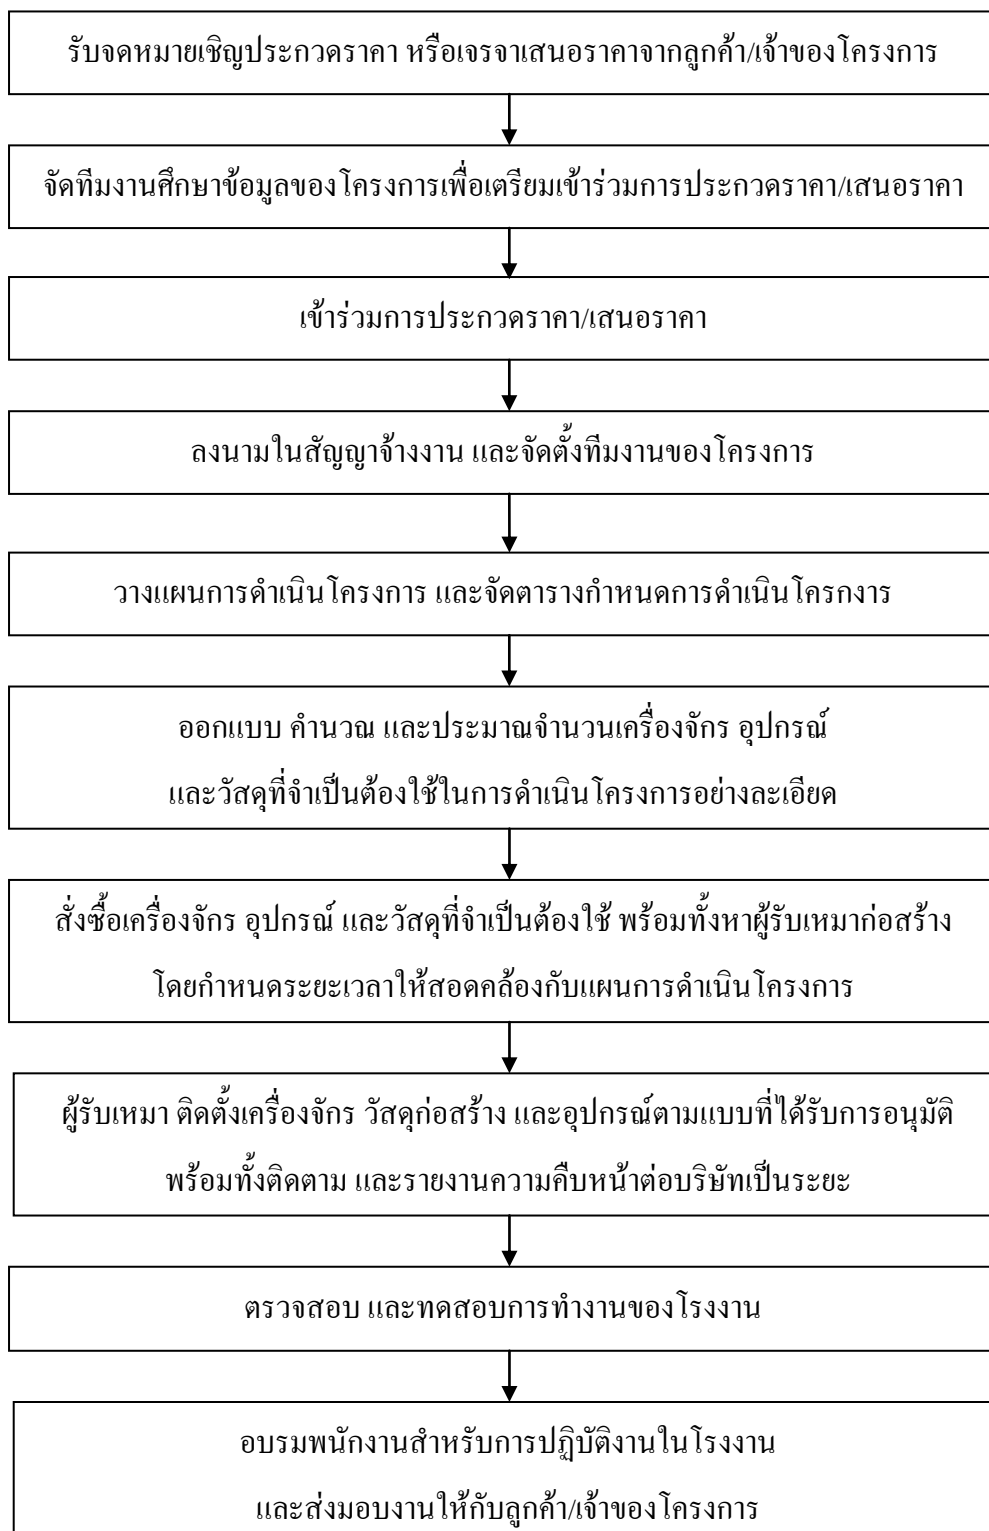 รับจดหมายเชิญประกวดราคา หรือเจรจาเสนอราคาจากลูกค้า/เจ้าของโครงการ
จัดทีมงานศึกษาข้อมูลของโครงการเพื่อเตรียมเข้าร่วมการประกวดราคา/เสนอราคา
เข้าร่วมการประกวดราคา/เสนอราคา
ลงนามในสัญญาจ้างงาน และจัดตั้งทีมงานของโครงการ
วางแผนการดำเนินโครงการ และจัดตารางกำหนดการดำเนินโครกงาร
ออกแบบ คำนวณ และประมาณจำนวนเครื่องจักร อุปกรณ์
และวัสดุที่จำเป็นต้องใช้ในการดำเนินโครงการอย่างละเอียด
สั่งซื้อเครื่องจักร อุปกรณ์ และวัสดุที่จำเป็นต้องใช้ พร้อมทั้งหาผู้รับเหมาก่อสร้าง
โดยกำหนดระยะเวลาให้สอดคล้องกับแผนการดำเนินโครงการ
ผู้รับเหมา ติดตั้งเครื่องจักร วัสดุก่อสร้าง และอุปกรณ์ตามแบบที่ได้รับการอนุมัติ
พร้อมทั้งติดตาม และรายงานความคืบหน้าต่อบริษัทเป็นระยะ
ตรวจสอบ และทดสอบการทำงานของโรงงาน
อบรมพนักงานสำหรับการปฏิบัติงานในโรงงาน
และส่งมอบงานให้กับลูกค้า/เจ้าของโครงการ